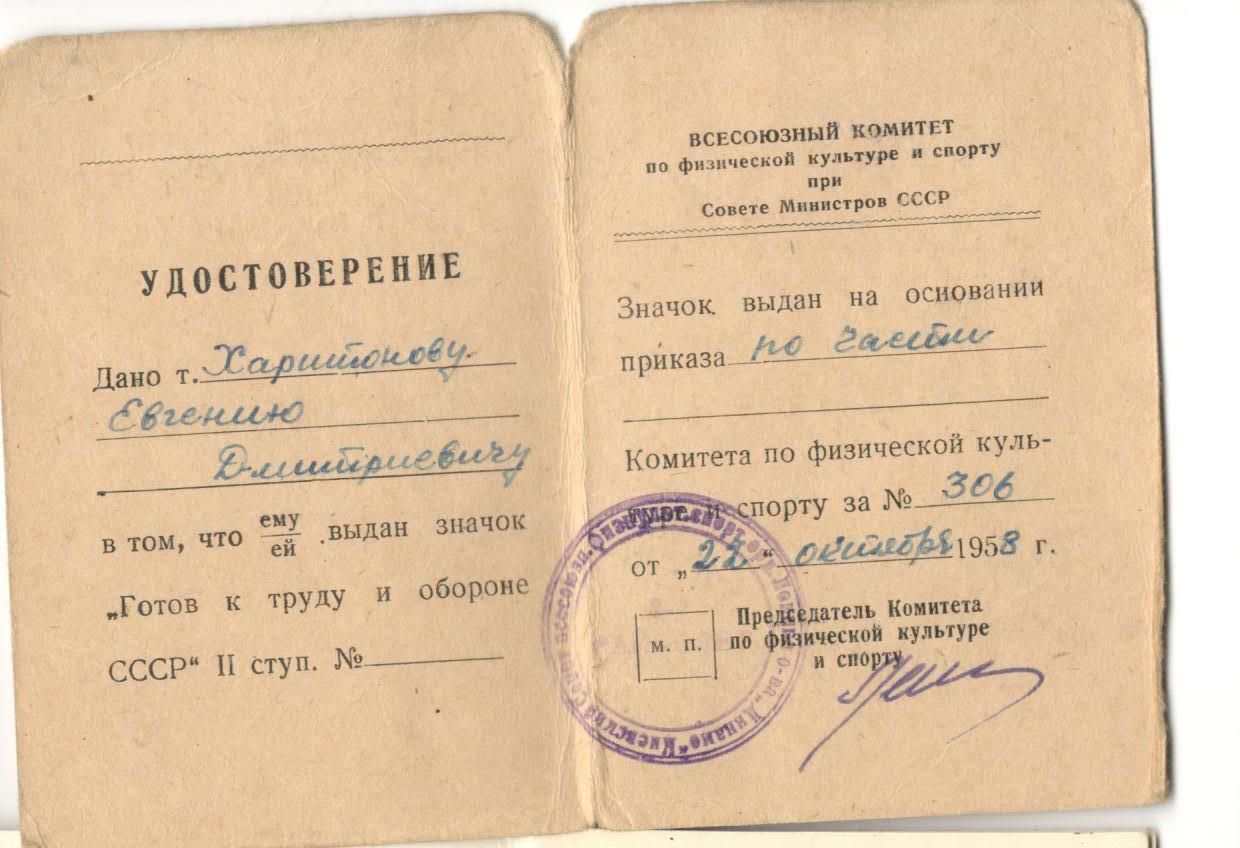 УДОСТОВЕРЕНИЕ
Дано т. Харитонову
Евгению
Дмитриевичу
в том, что ему/ей выдан значок
„Готов к труду и обороне
СССР“ II ступ. №
ВСЕСОЮЗНЫЙ КОМИТЕТ
по физической культуре и спорту
при
Совете Министров СССР
Значок выдан на основании
приказа по части
Комитета по физической куль-
туре и спорту за № 306
от „22“ октября 1958 г.
м. п.
Председатель Комитета
по физической культуре
и спорту
Киевский "Динамо"